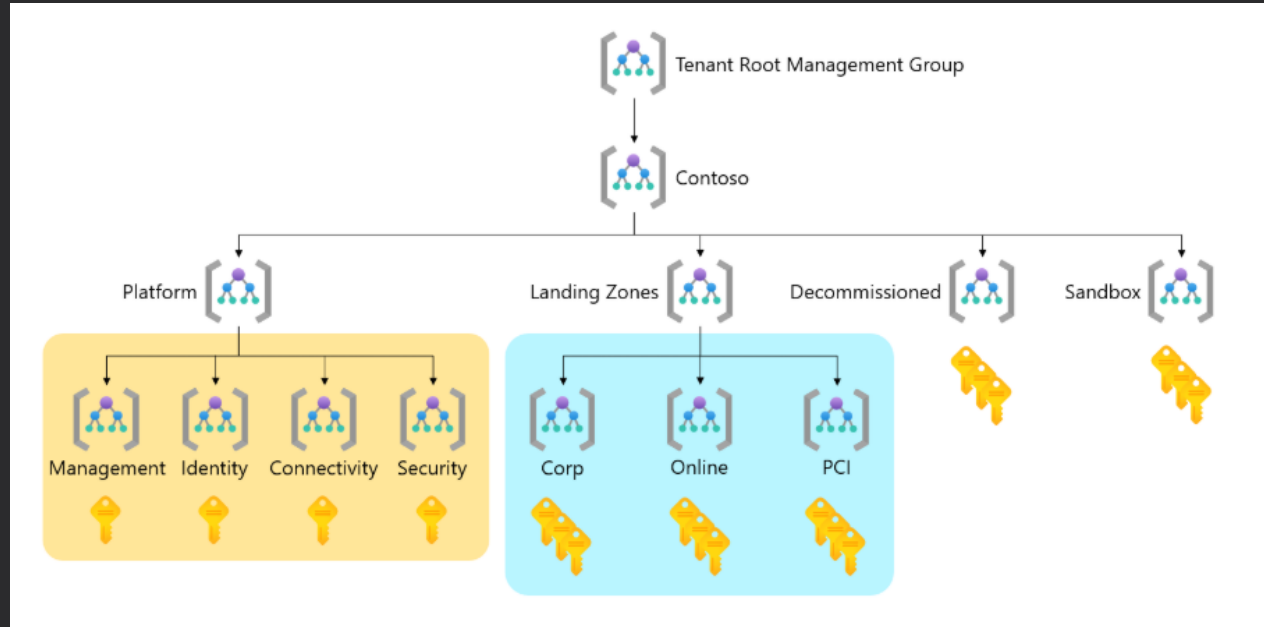 Tenant Root Management Group
Contoso
Platform
Landing Zones
Decommissioned
Sandbox
Management
Identity
Connectivity
Security
Corp
Online
PCI